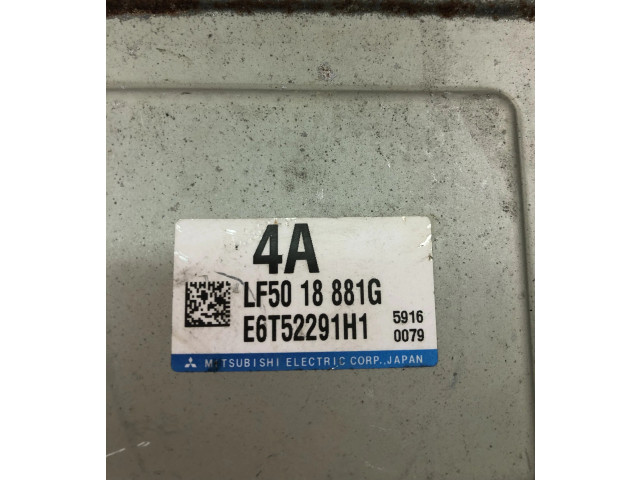 4A
LF50 18 881G
E6T52291H1 5916
0079
MITSUBISHI ELECTRIC CORP., JAPAN